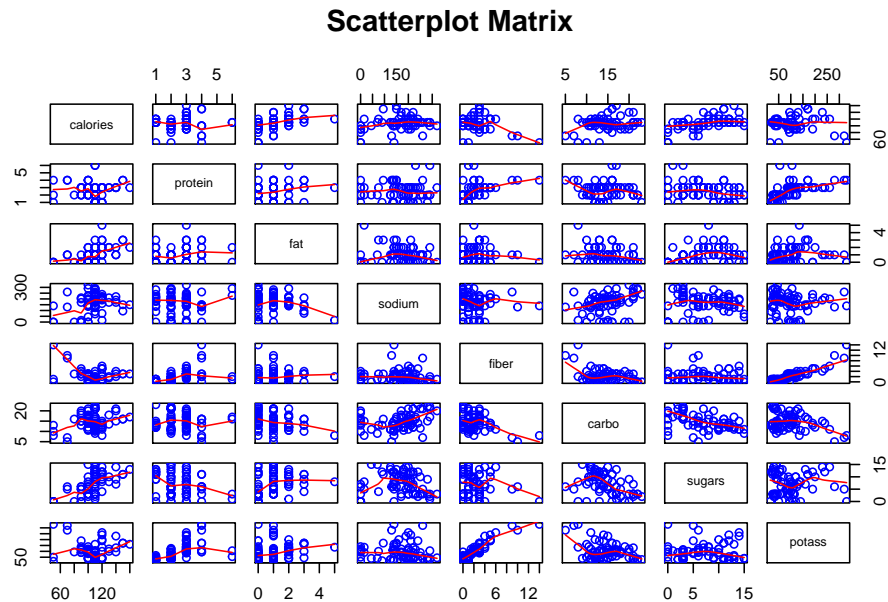 Scatterplot Matrix
1 3 5
0 150
5 15
50 250
calories
60
1 5
protein
fat
0 4
0 300
sodium
fiber
0 12
5 20
carbo
sugars
0 15
50
potass
60 120
0 2 4
0 6 12
0 5 15